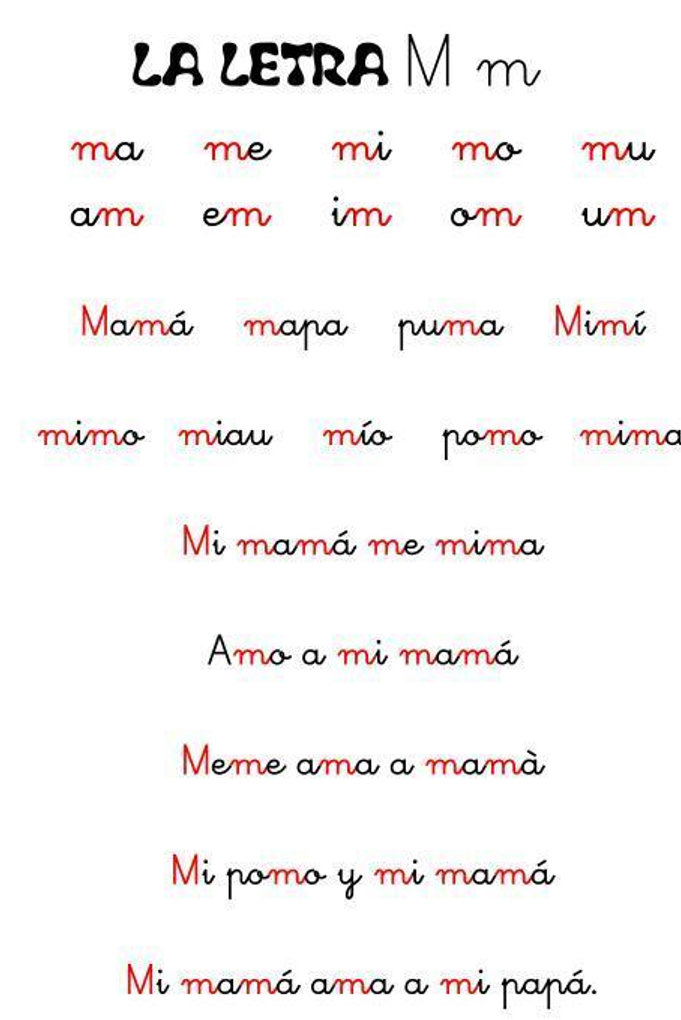 LA LETRA M m
ma me mi mo mu
am em im om um
Mamá mapa puma Mimí
mimo miau mío pomo mima
Mi mamá me mima
Amo a mi mamá
Meme ama a mamà
Mi pomo y mi mamá
Mi mamá ama a mi papá.